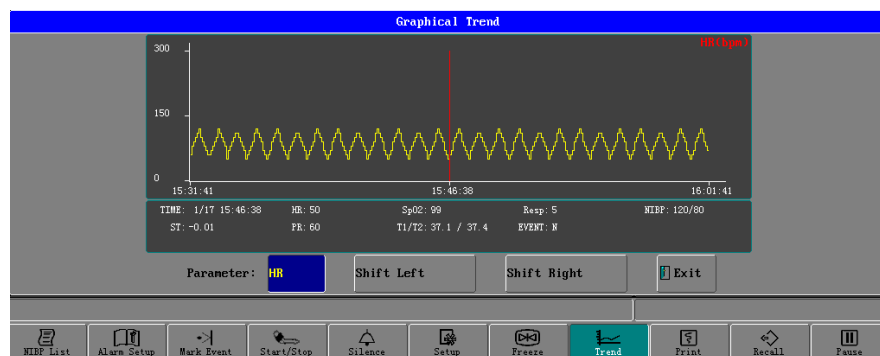 Graphical Trend
HR(bpm)
300
150
0
15:31:41 15:46:38 16:01:41
TIME: 1/17 15:46:38 HR: 50 SpO2: 99 Resp: 5 NIBP: 120/80
ST: -0.01 PR: 60 T1/T2: 37.1 / 37.4 EVENT: N
Parameter: HR Shift Left Shift Right Exit
NIBP List Alarm Setup Mark Event Start/Stop Silence Setup Freeze Trend Print Recall Pause